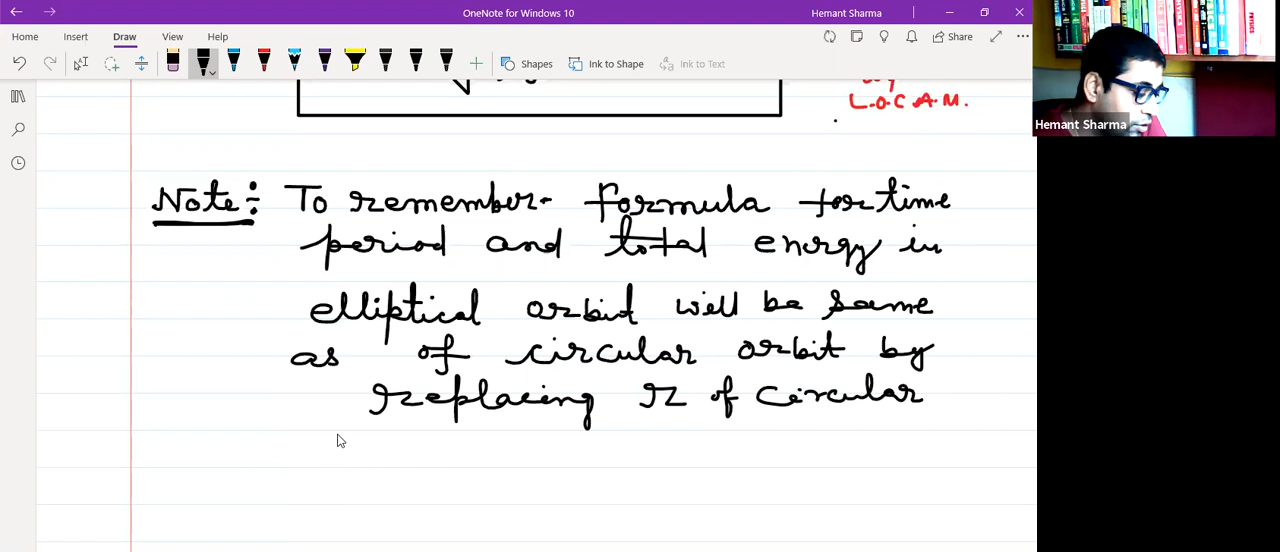 OneNote for Windows 10
Hemant Sharma
Home Insert Draw View Help
Share
Shapes Ink to Shape Ink to Text
L.O.C.A.M.
Hemant Sharma
Note:- To remember- formula for time
period and total energy in
elliptical orbit will be same
as of circular orbit by
replacing r of circular